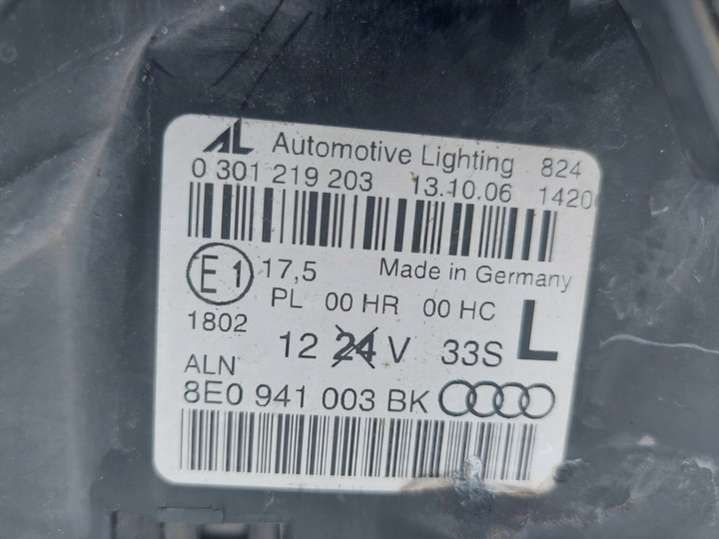 AL Automotive Lighting 824
0 301 219 203 13.10.06 1420
E1 17,5 Made in Germany
PL 00 HR 00 HC L
1802 12 24 V 33S
ALN
8E0 941 003 BK